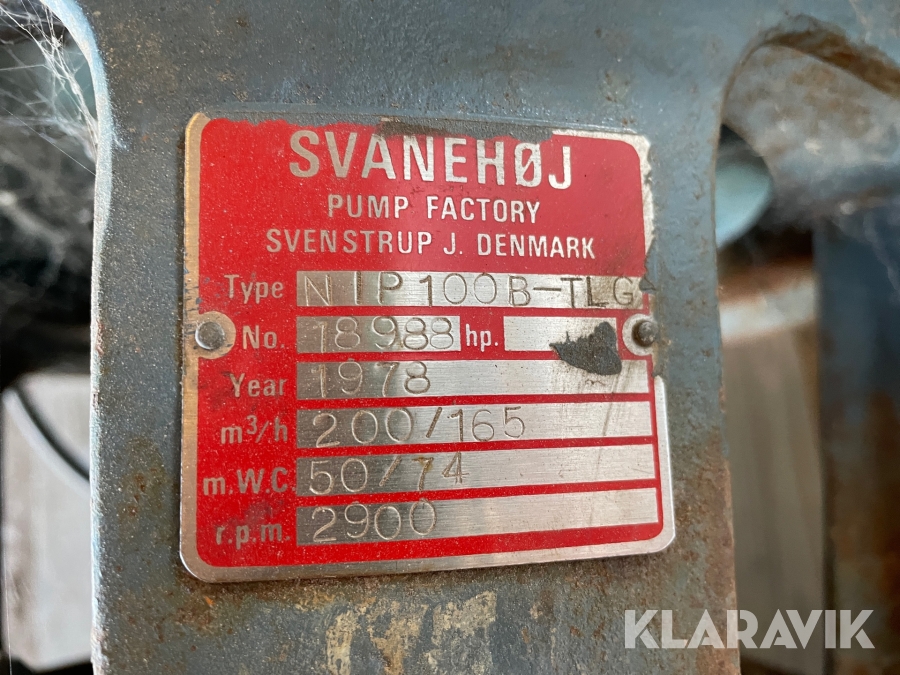 SVANEHØJ
PUMP FACTORY
SVENSTRUP J. DENMARK
Type NIP100B-TLG
No. 18988 hp.
Year 1978
m³/h 200/165
m.W.C. 50/74
r.p.m. 2900
KLARAVIK